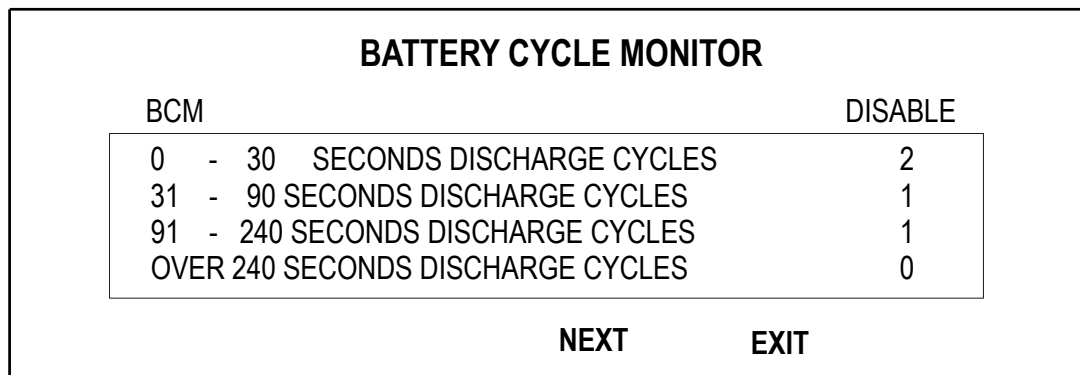 BATTERY CYCLE MONITOR
BCM DISABLE
0 - 30 SECONDS DISCHARGE CYCLES 2
31 - 90 SECONDS DISCHARGE CYCLES 1
91 - 240 SECONDS DISCHARGE CYCLES 1
OVER 240 SECONDS DISCHARGE CYCLES 0
NEXT EXIT